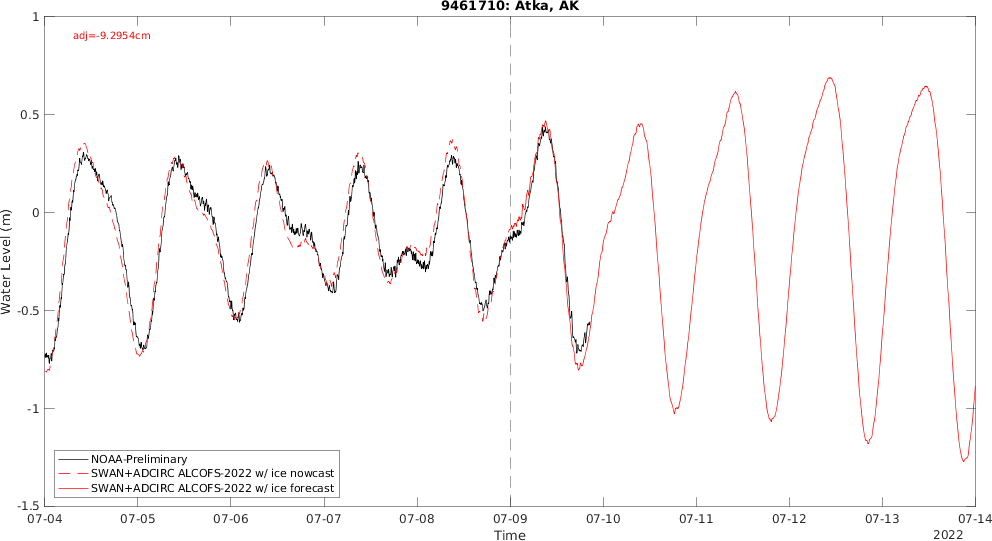 9461710: Atka, AK
adj=-9.2954cm
1
0.5
0
-0.5
-1
-1.5
Water Level (m)
NOAA-Preliminary
SWAN+ADCIRC ALCOFS-2022 w/ ice nowcast
SWAN+ADCIRC ALCOFS-2022 w/ ice forecast
07-04 07-05 07-06 07-07 07-08 07-09 07-10 07-11 07-12 07-13 07-14
Time
2022